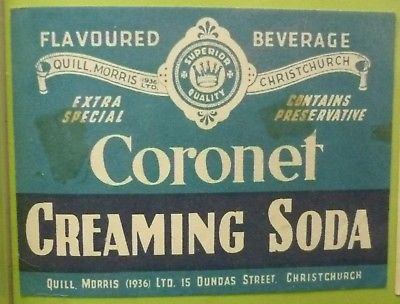 FLAVOURED BEVERAGE
SUPERIOR
QUILL, MORRIS (1936) LTD. CHRISTCHURCH
QUALITY
EXTRA SPECIAL
CONTAINS PRESERVATIVE
Coronet
CREAMING SODA
QUILL, MORRIS (1936) LTD. 15 DUNDAS STREET, CHRISTCHURCH